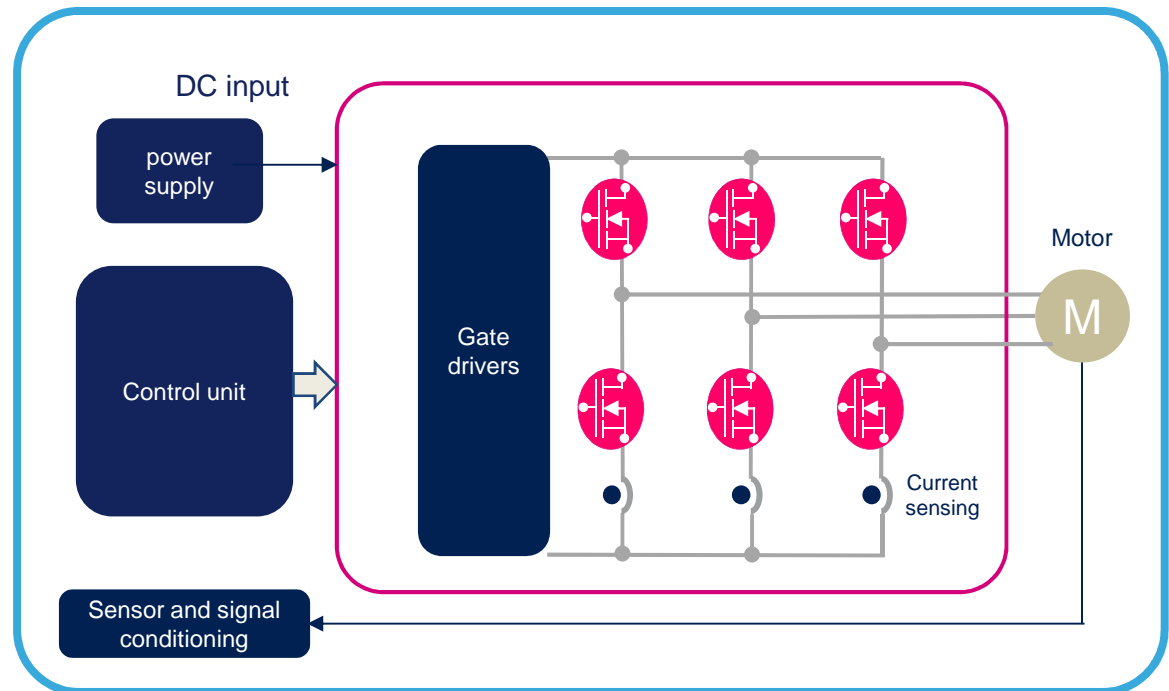 DC input
power
supply
Control unit
Gate
drivers
Motor
M
Current
sensing
Sensor and signal
conditioning